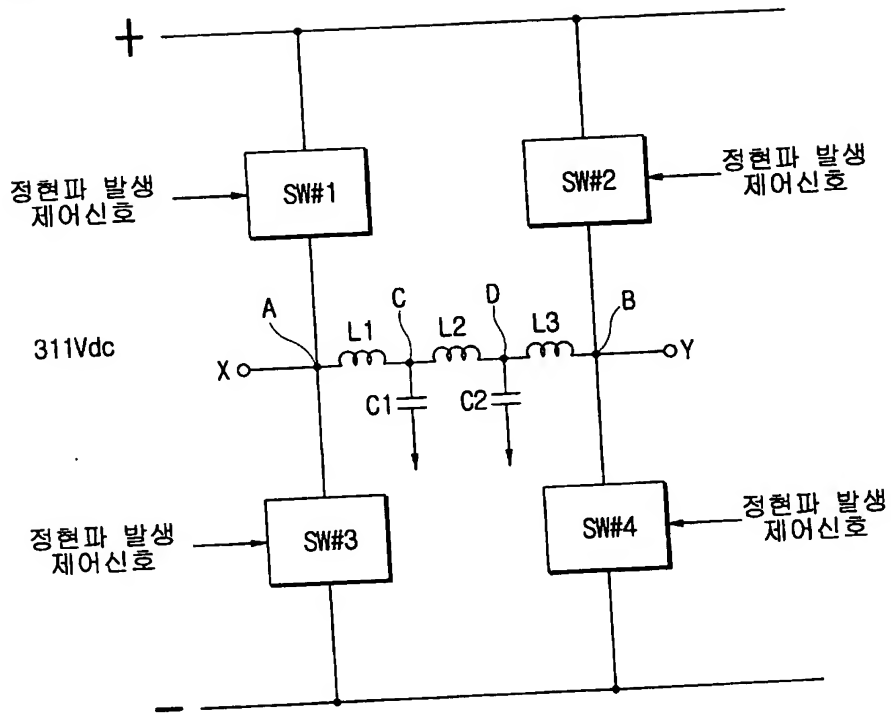 +
SW#1
SW#2
정현파 발생
제어신호
정현파 발생
제어신호
A
C
D
B
L1
L2
L3
311Vdc
X
Y
C1
C2
SW#3
SW#4
정현파 발생
제어신호
정현파 발생
제어신호
-